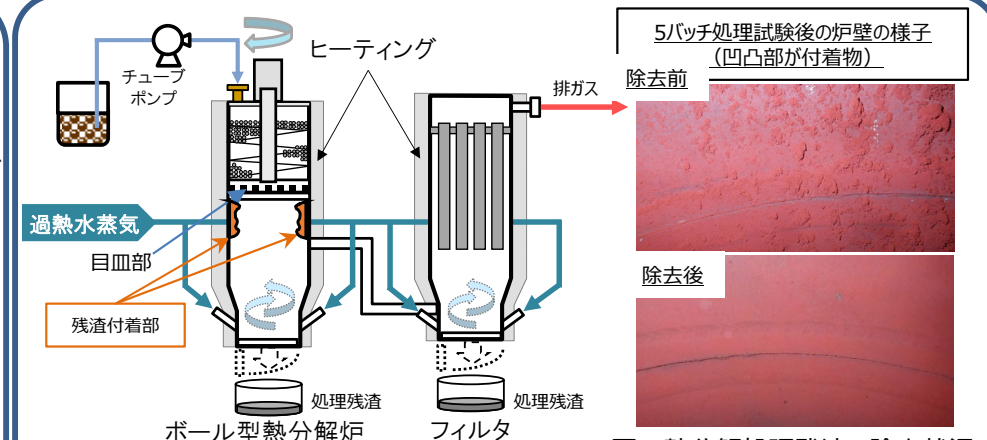 チューブ
ポンプ
ヒーティング
排ガス
5バッチ処理試験後の炉壁の様子
（凹凸部が付着物）
除去前
過熱水蒸気
目皿部
残渣付着部
除去後
処理残渣
処理残渣
ボール型熱分解炉
フィルタ